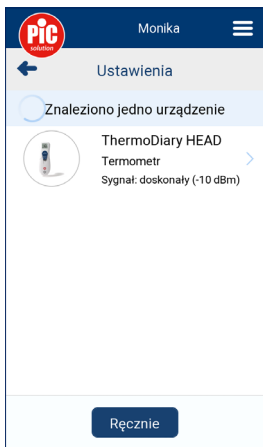 PiC
solution
Monika
Ustawienia
Znaleziono jedno urządzenie
ThermoDiary HEAD
Termometr
Sygnał: doskonały (-10 dBm)
Ręcznie